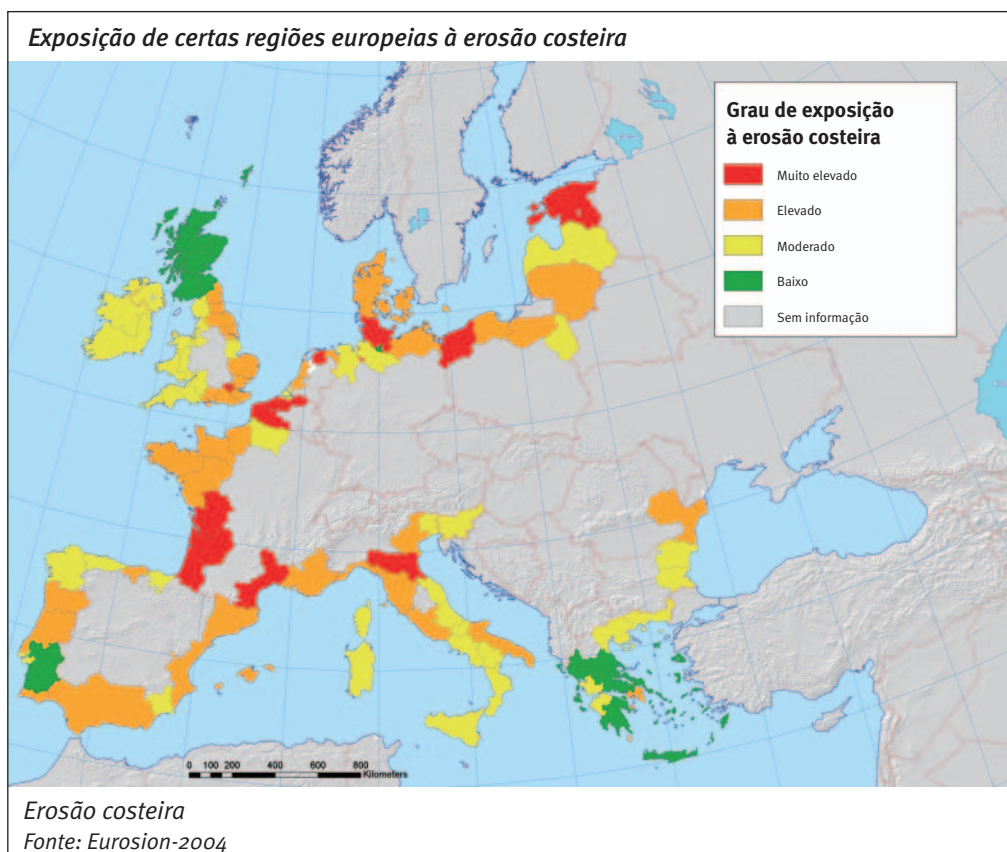 Exposição de certas regiões europeias à erosão costeira
Grau de exposição
à erosão costeira
Muito elevado
Elevado
Moderado
Baixo
Sem informação
0 100 200 400 600 800
Kilometers
Erosão costeira
Fonte: Eurosion-2004